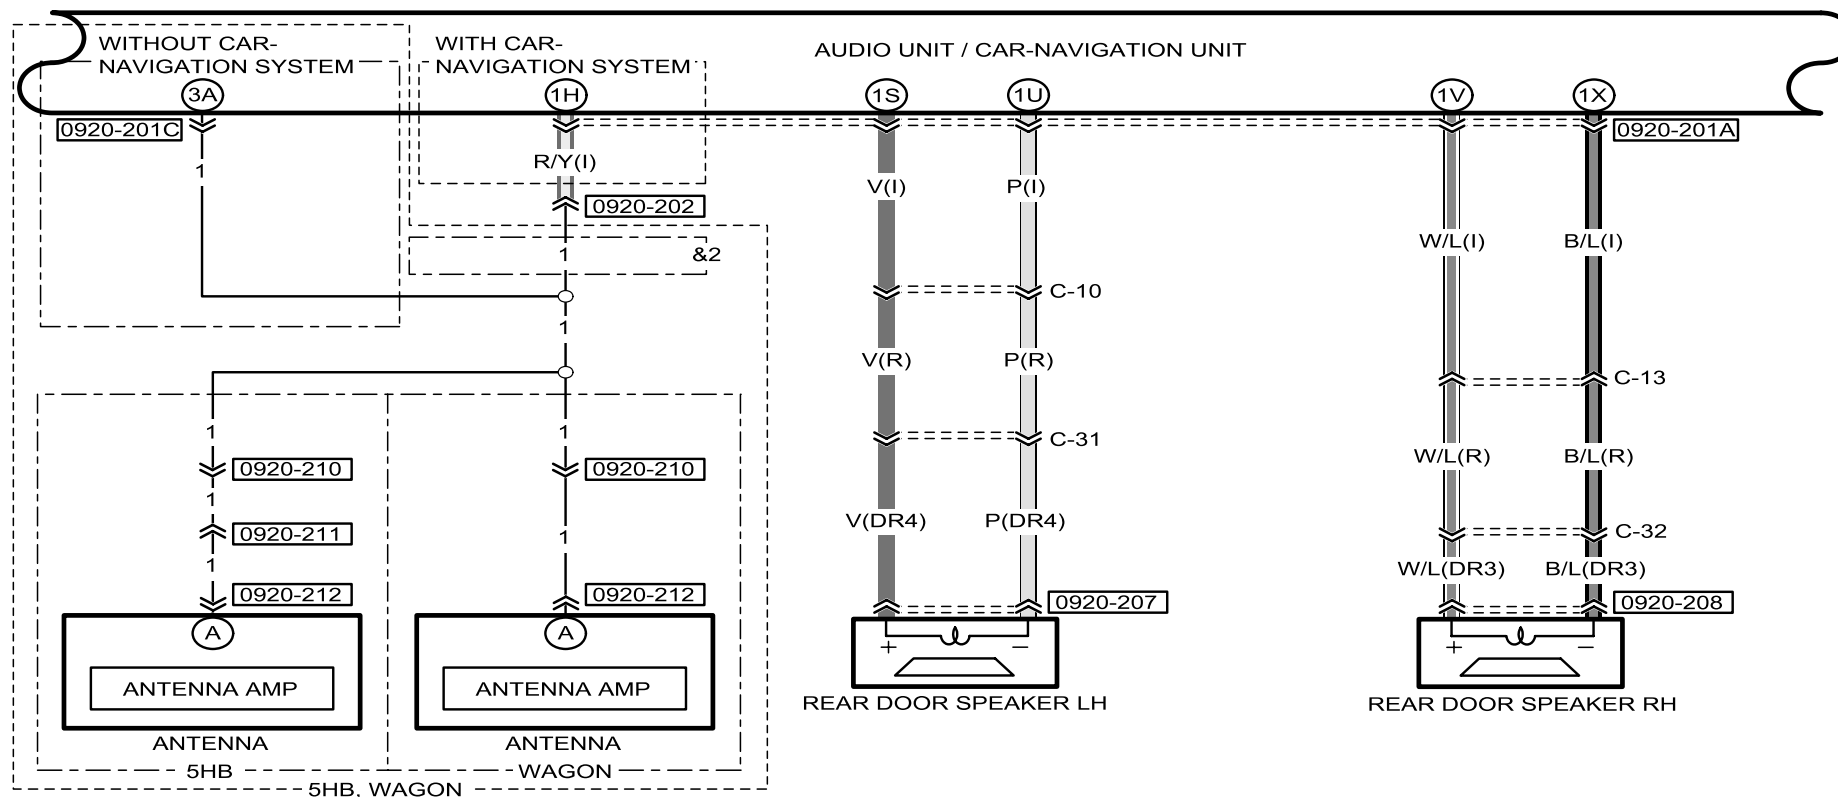 WITHOUT CAR-
NAVIGATION SYSTEM
WITH CAR-
NAVIGATION SYSTEM
AUDIO UNIT / CAR-NAVIGATION UNIT
3A
1H
1S
1U
1V
1X
0920-201C
0920-201A
1
R/Y(I)
V(I)
P(I)
0920-202
W/L(I)
B/L(I)
1
&2
C-10
1
V(R)
P(R)
C-13
1
1
C-31
W/L(R)
B/L(R)
0920-210
0920-210
1
V(DR4)
P(DR4)
0920-211
1
C-32
1
W/L(DR3)
B/L(DR3)
0920-212
0920-212
0920-207
0920-208
A
A
+
−
+
−
ANTENNA AMP
ANTENNA AMP
REAR DOOR SPEAKER LH
REAR DOOR SPEAKER RH
ANTENNA
ANTENNA
5HB
WAGON
5HB, WAGON